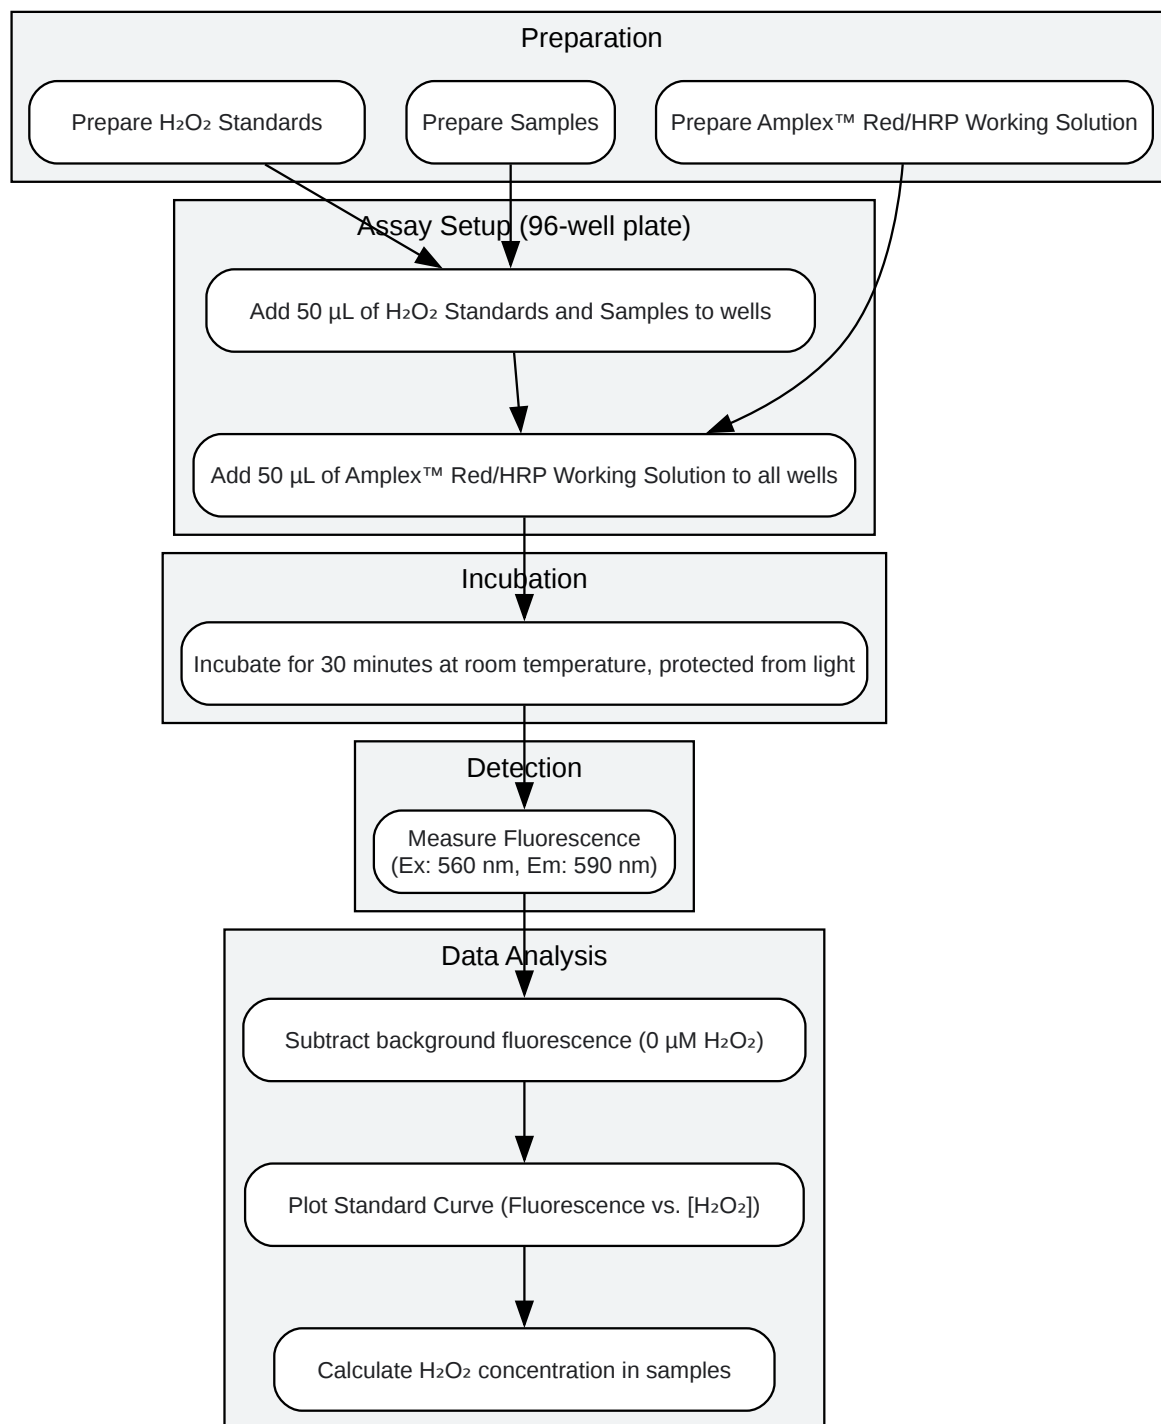 Preparation
Prepare H₂O₂ Standards
Prepare Samples
Prepare Amplex™ Red/HRP Working Solution
Assay Setup (96-well plate)
Add 50 µL of H₂O₂ Standards and Samples to wells
Add 50 µL of Amplex™ Red/HRP Working Solution to all wells
Incubation
Incubate for 30 minutes at room temperature, protected from light
Detection
Measure Fluorescence
(Ex: 560 nm, Em: 590 nm)
Data Analysis
Subtract background fluorescence (0 µM H₂O₂)
Plot Standard Curve (Fluorescence vs. [H₂O₂])
Calculate H₂O₂ concentration in samples